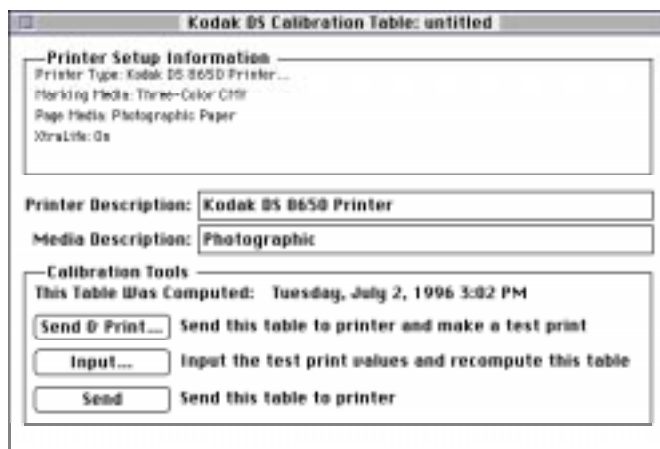 Kodak DS Calibration Table: untitled
Printer Setup Information
Printer Type: Kodak DS 8650 Printer...
Marking Media: Three-Color CMY
Page Media: Photographic Paper
XtraLife: On
Printer Description: Kodak DS 8650 Printer
Media Description: Photographic
Calibration Tools
This Table Was Computed: Tuesday, July 2, 1996 3:02 PM
Send & Print... Send this table to printer and make a test print
Input... Input the test print values and recompute this table
Send Send this table to printer